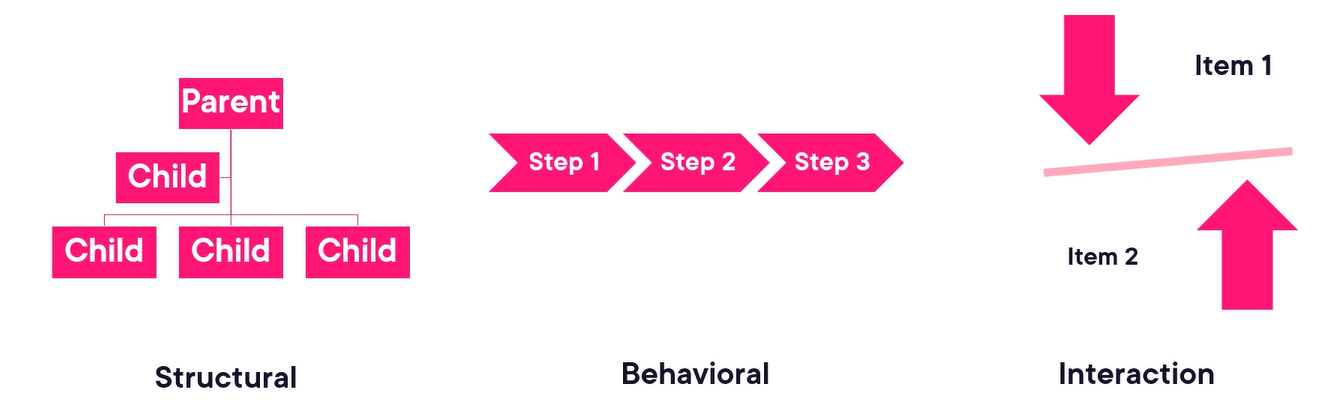 Parent
Child
Child
Child
Child
Structural
Step 1
Step 2
Step 3
Behavioral
Item 1
Item 2
Interaction